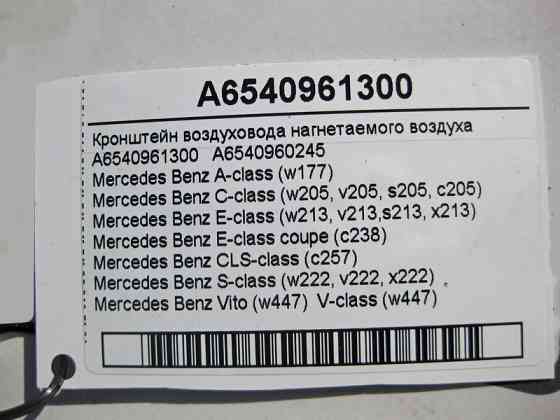 A6540961300
Кронштейн воздуховода нагнетаемого воздуха
A6540961300 A6540960245
Mercedes Benz A-class (w177)
Mercedes Benz C-class (w205, v205, s205, c205)
Mercedes Benz E-class (w213, v213,s213, x213)
Mercedes Benz E-class coupe (c238)
Mercedes Benz CLS-class (c257)
Mercedes Benz S-class (w222, v222, x222)
Mercedes Benz Vito (w447) V-class (w447)